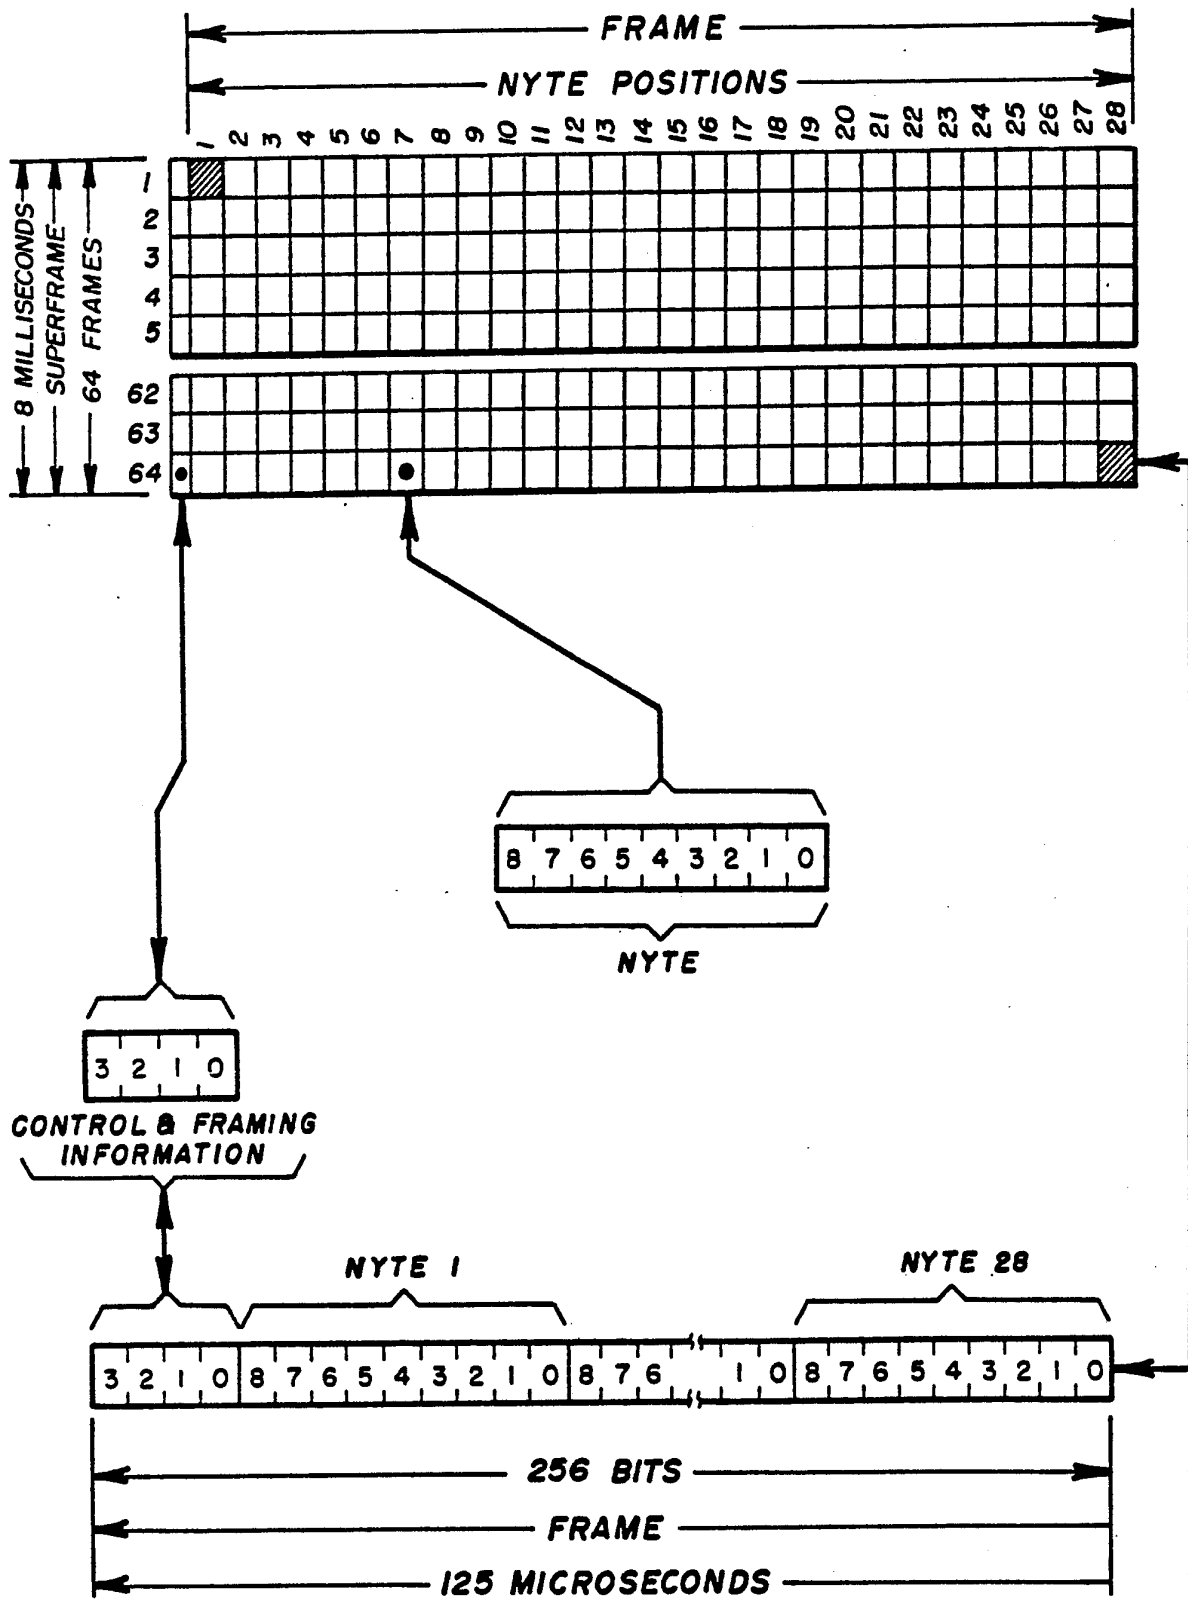 FRAME
NYTE POSITIONS
1 2 3 4 5 6 7 8 9 10 11 12 13 14 15 16 17 18 19 20 21 22 23 24 25 26 27 28
8 MILLISECONDS
SUPERFRAME
64 FRAMES
1
2
3
4
5
62
63
64
8 7 6 5 4 3 2 1 0
NYTE
3 2 1 0
CONTROL & FRAMING
INFORMATION
NYTE 1
NYTE 28
3 2 1 0 8 7 6 5 4 3 2 1 0 8 7 6 1 0 8 7 6 5 4 3 2 1 0
256 BITS
FRAME
125 MICROSECONDS